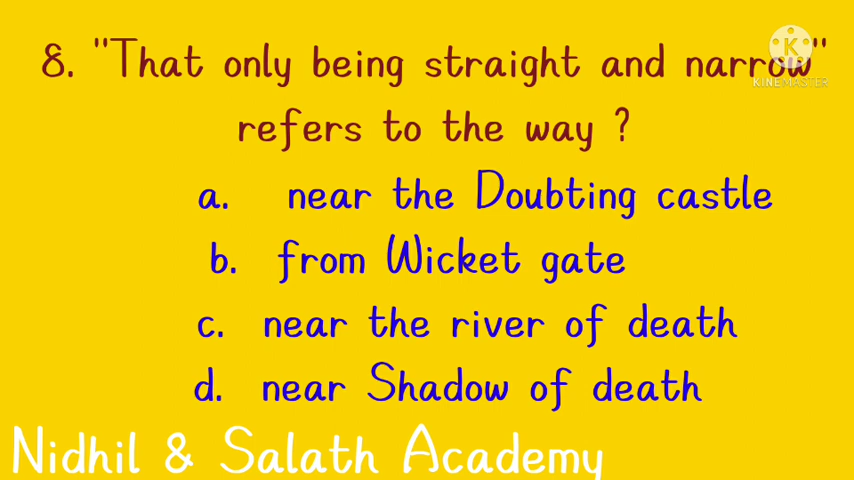 8. "That only being straight and narrow"
refers to the way ?
a. near the Doubting castle
b. from Wicket gate
c. near the river of death
d. near Shadow of death
Nidhil & Salath Academy
K
KINEMASTER